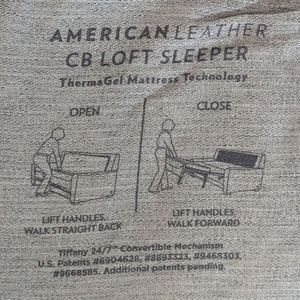 AMERICAN LEATHER
CB LOFT SLEEPER
ThermaGel Mattress Technology
OPEN
CLOSE
LIFT HANDLES,
WALK STRAIGHT BACK
LIFT HANDLES,
WALK FORWARD
Tiffany 24/7™ Convertible Mechanism
U.S. Patents #6904628, #8893323, #9468303,
#9668585. Additional patents pending.